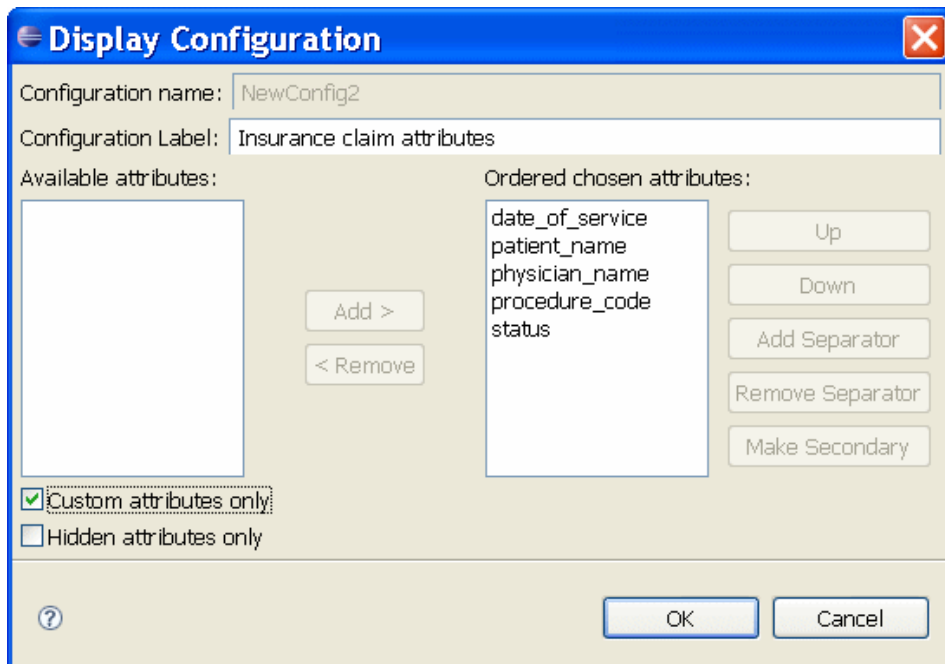 Display Configuration
Configuration name: NewConfig2
Configuration Label: Insurance claim attributes
Available attributes:
Ordered chosen attributes:
date_of_service
patient_name
physician_name
procedure_code
status
Add >
< Remove
Up
Down
Add Separator
Remove Separator
Make Secondary
Custom attributes only
Hidden attributes only
?
OK
Cancel